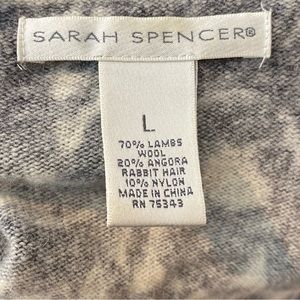 SARAH SPENCER®
L
70% LAMBS
WOOL
20% ANGORA
RABBIT HAIR
10% NYLON
MADE IN CHINA
RN 75343